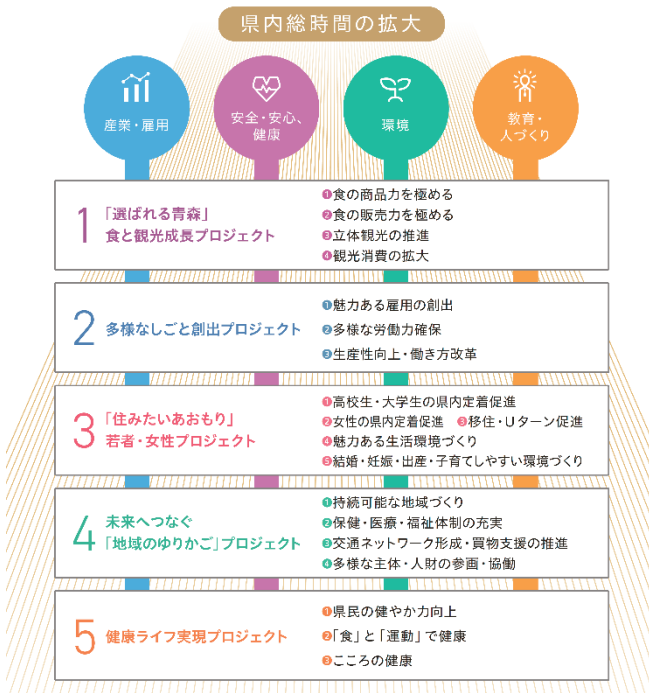 県内総時間の拡大
産業・雇用
安全・安心、
健康
環境
教育・
人づくり
1
「選ばれる青森」
食と観光成長プロジェクト
❶食の商品力を極める
❷食の販売力を極める
❸立体観光の推進
❹観光消費の拡大
2
多様なしごと創出プロジェクト
❶魅力ある雇用の創出
❷多様な労働力確保
❸生産性向上・働き方改革
3
「住みたいあおもり」
若者・女性プロジェクト
❶高校生・大学生の県内定着促進
❷女性の県内定着促進 ❸移住・Uターン促進
❹魅力ある生活環境づくり
❺結婚・妊娠・出産・子育てしやすい環境づくり
4
未来へつなぐ
「地域のゆりかご」プロジェクト
❶持続可能な地域づくり
❷保健・医療・福祉体制の充実
❸交通ネットワーク形成・買物支援の推進
❹多様な主体・人財の参画・協働
5
健康ライフ実現プロジェクト
❶県民の健やか力向上
❷「食」と「運動」で健康
❸こころの健康